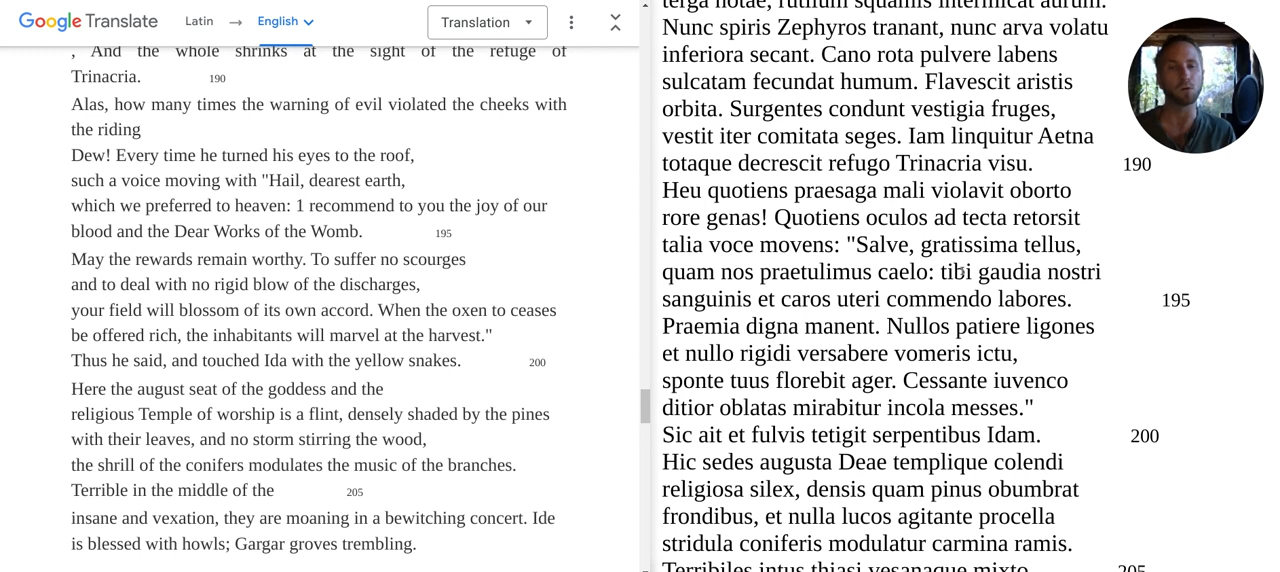 Google Translate Latin → English Translation
, And the whole shrinks at the sight of the refuge of
Trinacria. 190
Alas, how many times the warning of evil violated the cheeks with
the riding
Dew! Every time he turned his eyes to the roof,
such a voice moving with "Hail, dearest earth,
which we preferred to heaven: 1 recommend to you the joy of our
blood and the Dear Works of the Womb. 195
May the rewards remain worthy. To suffer no scourges
and to deal with no rigid blow of the discharges,
your field will blossom of its own accord. When the oxen to ceases
be offered rich, the inhabitants will marvel at the harvest."
Thus he said, and touched Ida with the yellow snakes. 200
Here the august seat of the goddess and the
religious Temple of worship is a flint, densely shaded by the pines
with their leaves, and no storm stirring the wood,
the shrill of the conifers modulates the music of the branches.
Terrible in the middle of the 205
insane and vexation, they are moaning in a bewitching concert. Ide
is blessed with howls; Gargar groves trembling.
terga notae, rutilum squamis intermicat aurum.
Nunc spiris Zephyros tranant, nunc arva volatu
inferiora secant. Cano rota pulvere labens
sulcatam fecundat humum. Flavescit aristis
orbita. Surgentes condunt vestigia fruges,
vestit iter comitata seges. Iam linquitur Aetna
totaque decrescit refugo Trinacria visu. 190
Heu quotiens praesaga mali violavit oborto
rore genas! Quotiens oculos ad tecta retorsit
talia voce movens: "Salve, gratissima tellus,
quam nos praetulimus caelo: tibi gaudia nostri
sanguinis et caros uteri commendo labores. 195
Praemia digna manent. Nullos patiere ligones
et nullo rigidi versabere vomeris ictu,
sponte tuus florebit ager. Cessante iuvenco
ditior oblatas mirabitur incola messes."
Sic ait et fulvis tetigit serpentibus Idam. 200
Hic sedes augusta Deae templique colendi
religiosa silex, densis quam pinus obumbrat
frondibus, et nulla lucos agitante procella
stridula coniferis modulatur carmina ramis.
Terribiles intus thiasi vesanaque mixto 205